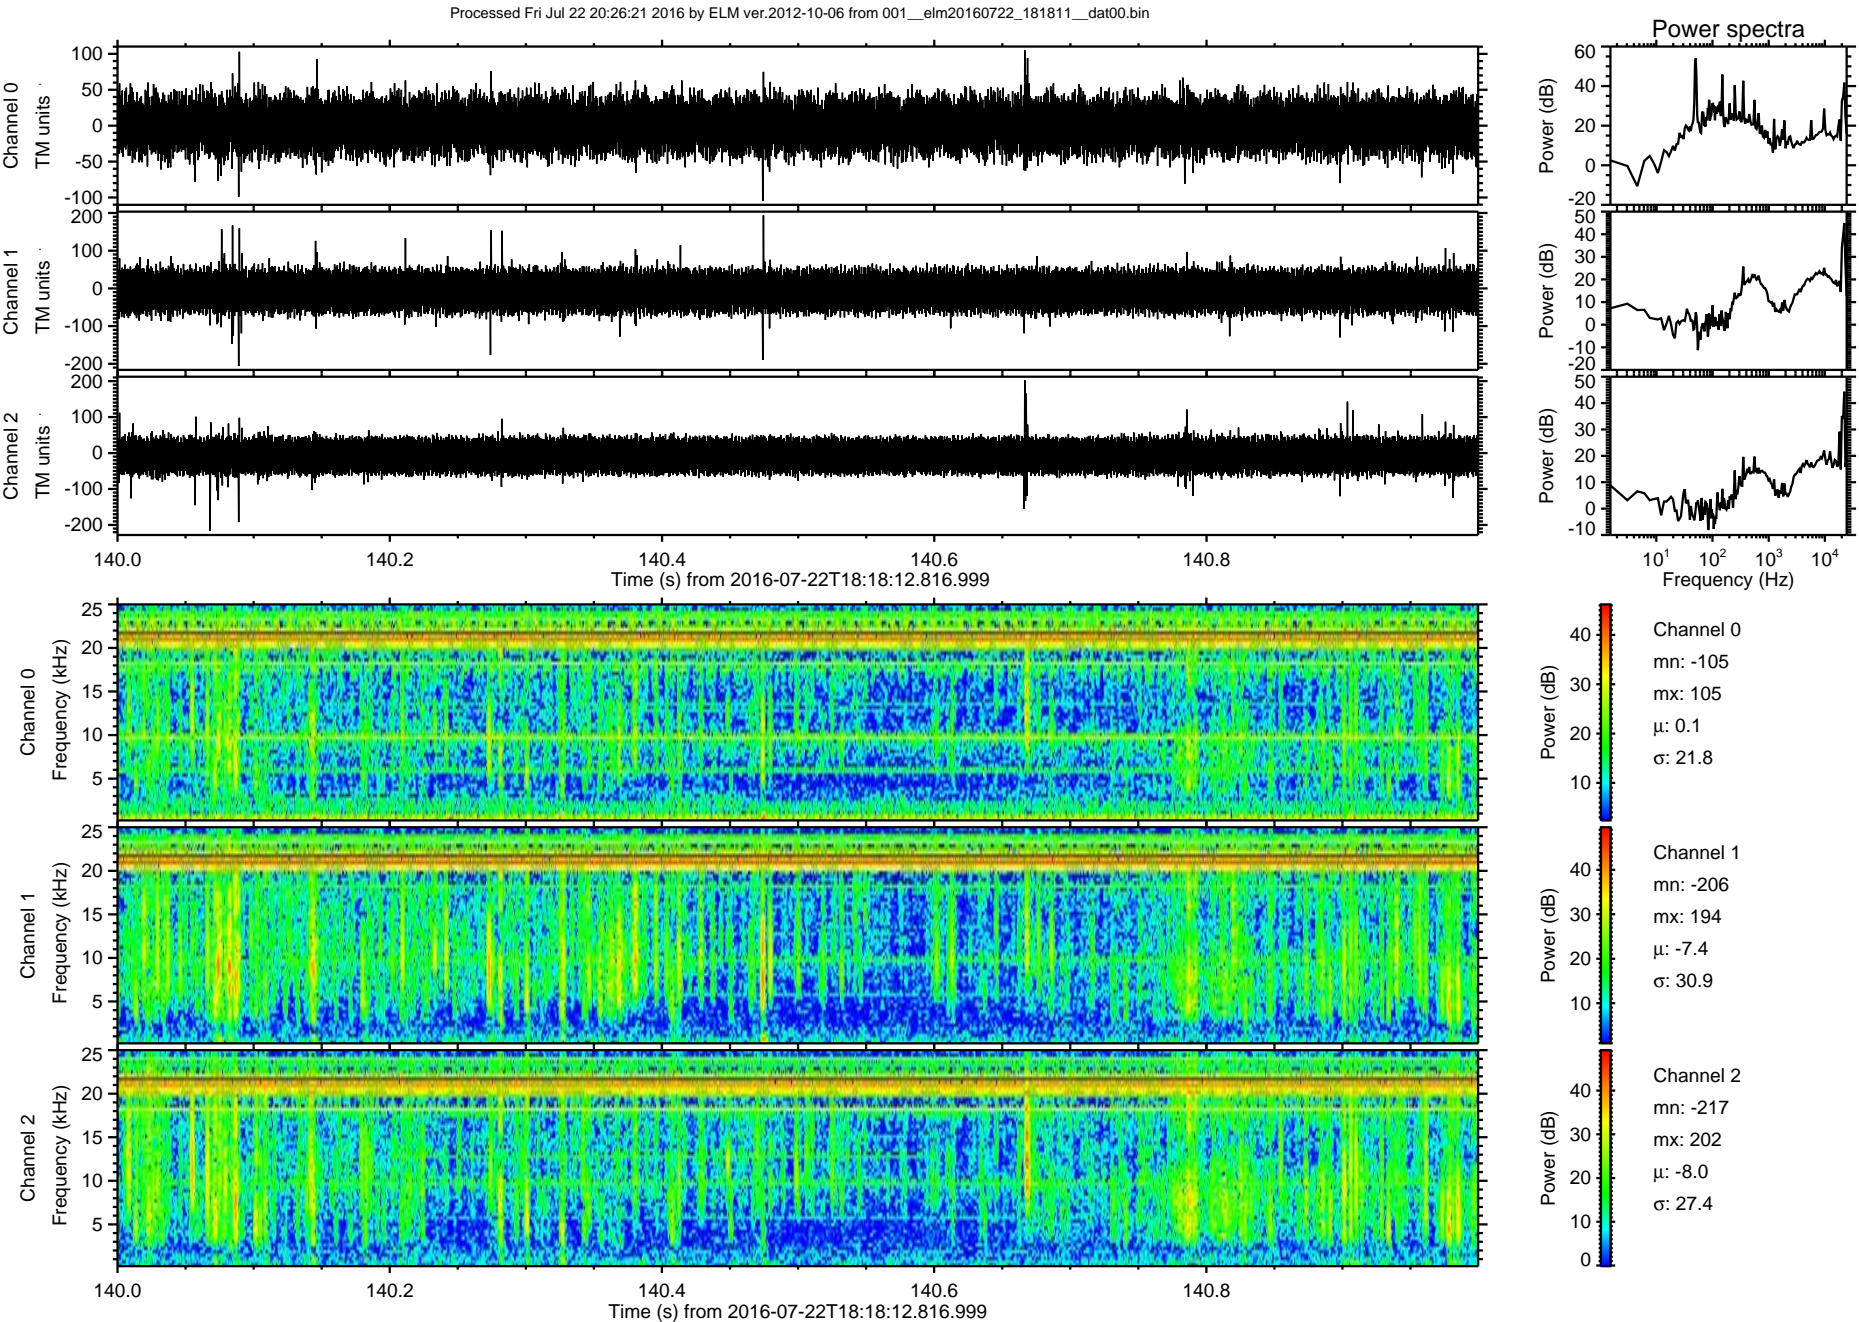 Processed Fri Jul 22 20:26:21 2016 by ELM ver.2012-10-06 from 001__elm20160722_181811__dat00.bin
Power spectra
Channel 0
TM units
100
50
0
-50
-100
Power (dB)
60
40
20
0
-20
Channel 1
TM units
200
100
0
-100
-200
Power (dB)
50
40
30
20
10
0
-10
-20
Channel 2
TM units
200
100
0
-100
-200
Power (dB)
50
40
30
20
10
0
-10
140.0 140.2 140.4 140.6 140.8
Time (s) from 2016-07-22T18:18:12.816.999
10^1 10^2 10^3 10^4
Frequency (Hz)
Channel 0
Frequency (kHz)
25
20
15
10
5
Power (dB)
40
30
20
10
Channel 0
mn: -105
mx: 105
μ: 0.1
σ: 21.8
Channel 1
Frequency (kHz)
25
20
15
10
5
Power (dB)
40
30
20
10
Channel 1
mn: -206
mx: 194
μ: -7.4
σ: 30.9
Channel 2
Frequency (kHz)
25
20
15
10
5
Power (dB)
40
30
20
10
0
Channel 2
mn: -217
mx: 202
μ: -8.0
σ: 27.4
140.0 140.2 140.4 140.6 140.8
Time (s) from 2016-07-22T18:18:12.816.999